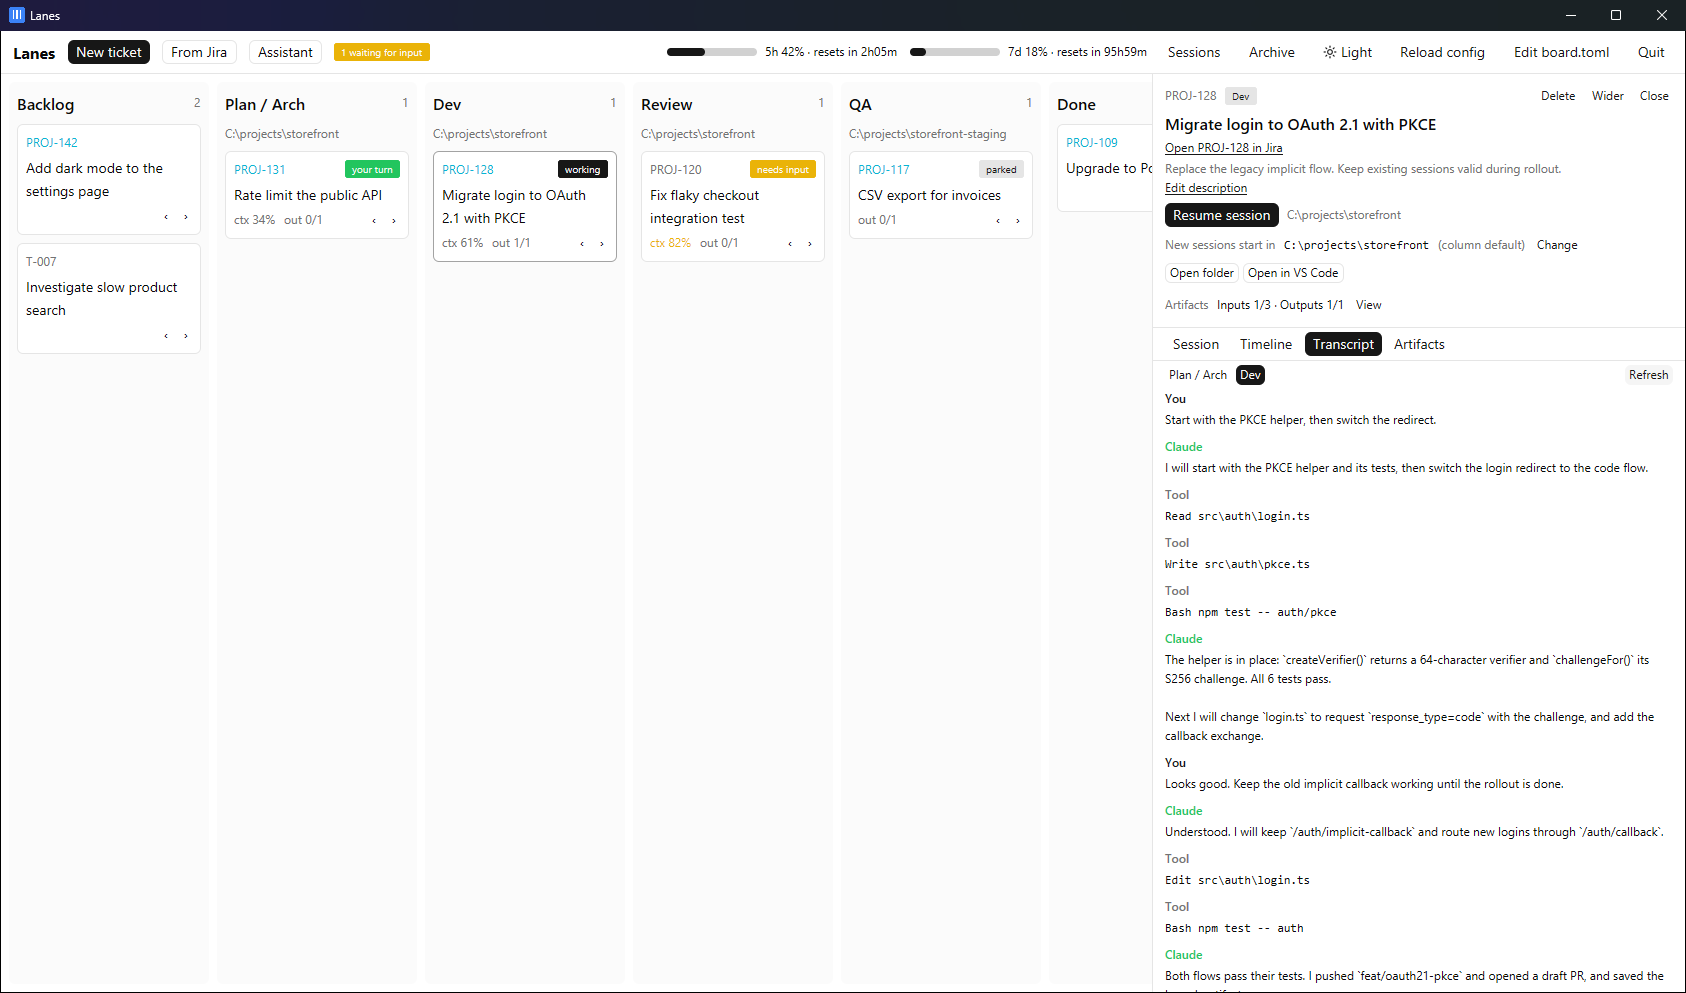 Lanes
Lanes
New ticket
From Jira
Assistant
1 waiting for input
5h 42% · resets in 2h05m
7d 18% · resets in 95h59m
Sessions
Archive
Light
Reload config
Edit board.toml
Quit
Backlog
2
PROJ-142
Add dark mode to the
settings page
‹ ›
T-007
Investigate slow product
search
‹ ›
Plan / Arch
1
C:\projects\storefront
PROJ-131
your turn
Rate limit the public API
ctx 34% out 0/1
‹ ›
Dev
1
C:\projects\storefront
PROJ-128
working
Migrate login to OAuth
2.1 with PKCE
ctx 61% out 1/1
‹ ›
Review
1
C:\projects\storefront
PROJ-120
needs input
Fix flaky checkout
integration test
ctx 82% out 0/1
‹ ›
QA
1
C:\projects\storefront-staging
PROJ-117
parked
CSV export for invoices
out 0/1
‹ ›
Done
PROJ-109
Upgrade to Po
PROJ-128
Dev
Delete
Wider
Close
Migrate login to OAuth 2.1 with PKCE
Open PROJ-128 in Jira
Replace the legacy implicit flow. Keep existing sessions valid during rollout.
Edit description
Resume session
C:\projects\storefront
New sessions start in C:\projects\storefront (column default) Change
Open folder
Open in VS Code
Artifacts Inputs 1/3 · Outputs 1/1 View
Session
Timeline
Transcript
Artifacts
Plan / Arch
Dev
Refresh
You
Start with the PKCE helper, then switch the redirect.
Claude
I will start with the PKCE helper and its tests, then switch the login redirect to the code flow.
Tool
Read src\auth\login.ts
Tool
Write src\auth\pkce.ts
Tool
Bash npm test -- auth/pkce
Claude
The helper is in place: `createVerifier()` returns a 64-character verifier and `challengeFor()` its
S256 challenge. All 6 tests pass.
Next I will change `login.ts` to request `response_type=code` with the challenge, and add the
callback exchange.
You
Looks good. Keep the old implicit callback working until the rollout is done.
Claude
Understood. I will keep `/auth/implicit-callback` and route new logins through `/auth/callback`.
Tool
Edit src\auth\login.ts
Tool
Bash npm test -- auth
Claude
Both flows pass their tests. I pushed `feat/oauth21-pkce` and opened a draft PR, and saved the